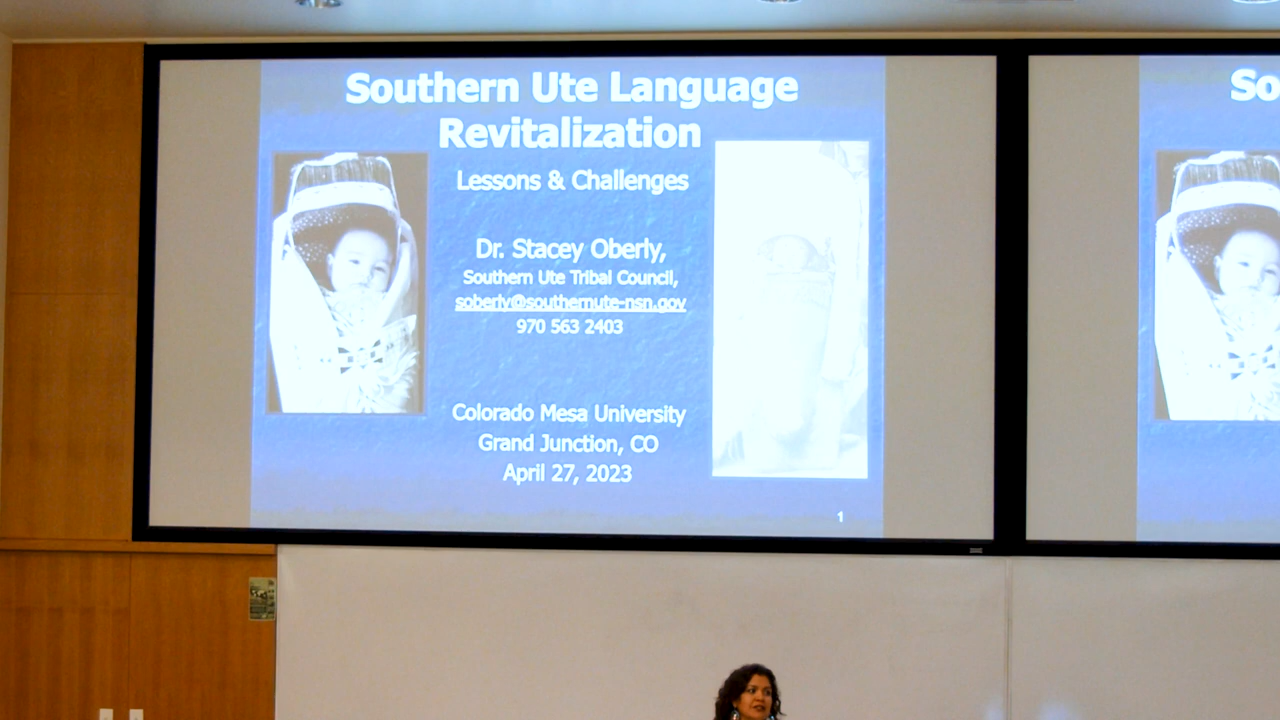 Southern Ute Language
Revitalization
Lessons & Challenges
Dr. Stacey Oberly,
Southern Ute Tribal Council,
soberly@southernute-nsn.gov
970 563 2403
Colorado Mesa University
Grand Junction, CO
April 27, 2023
1
So